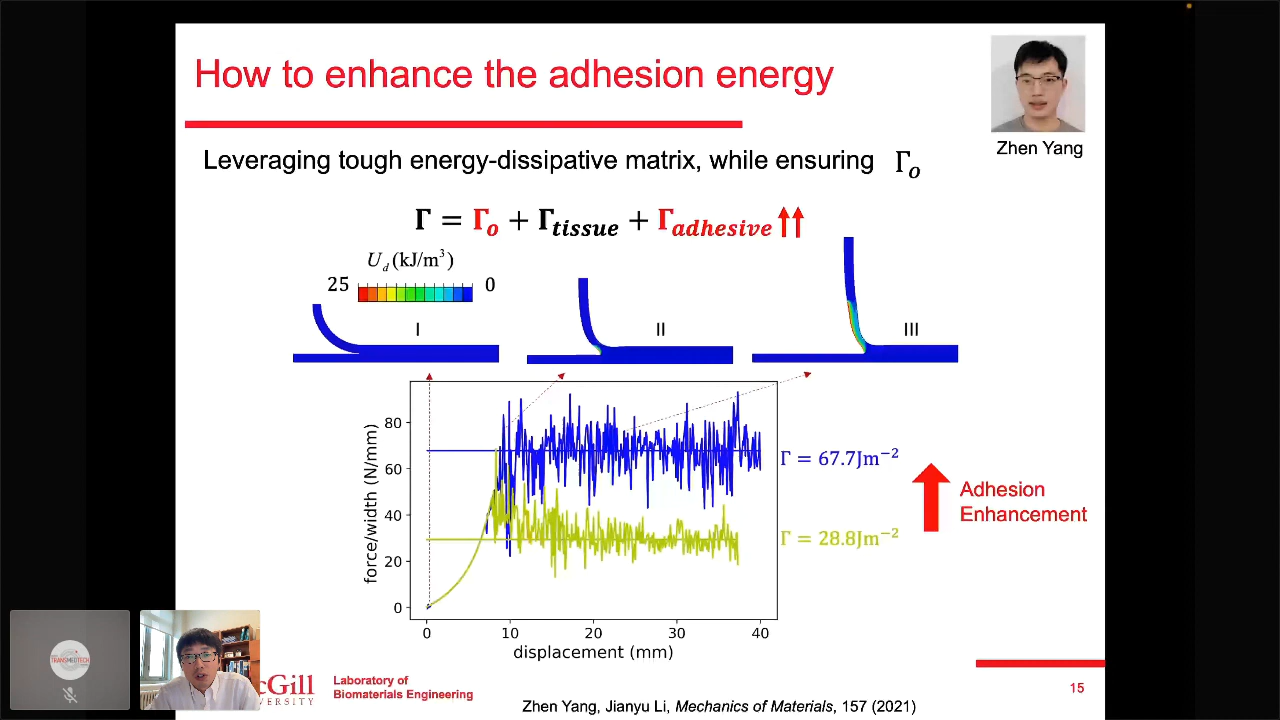 How to enhance the adhesion energy
Zhen Yang
Leveraging tough energy-dissipative matrix, while ensuring Γo
Γ = Γo + Γtissue + Γadhesive
Ud (kJ/m³)
25 0
I
II
III
force/width (N/mm)
80
60
40
20
0
0 10 20 30 40
displacement (mm)
Γ = 67.7Jm⁻²
Γ = 28.8Jm⁻²
Adhesion
Enhancement
TRANSMEDTECH
Gill
VERSITY
Laboratory of
Biomaterials Engineering
15
Zhen Yang, Jianyu Li, Mechanics of Materials, 157 (2021)